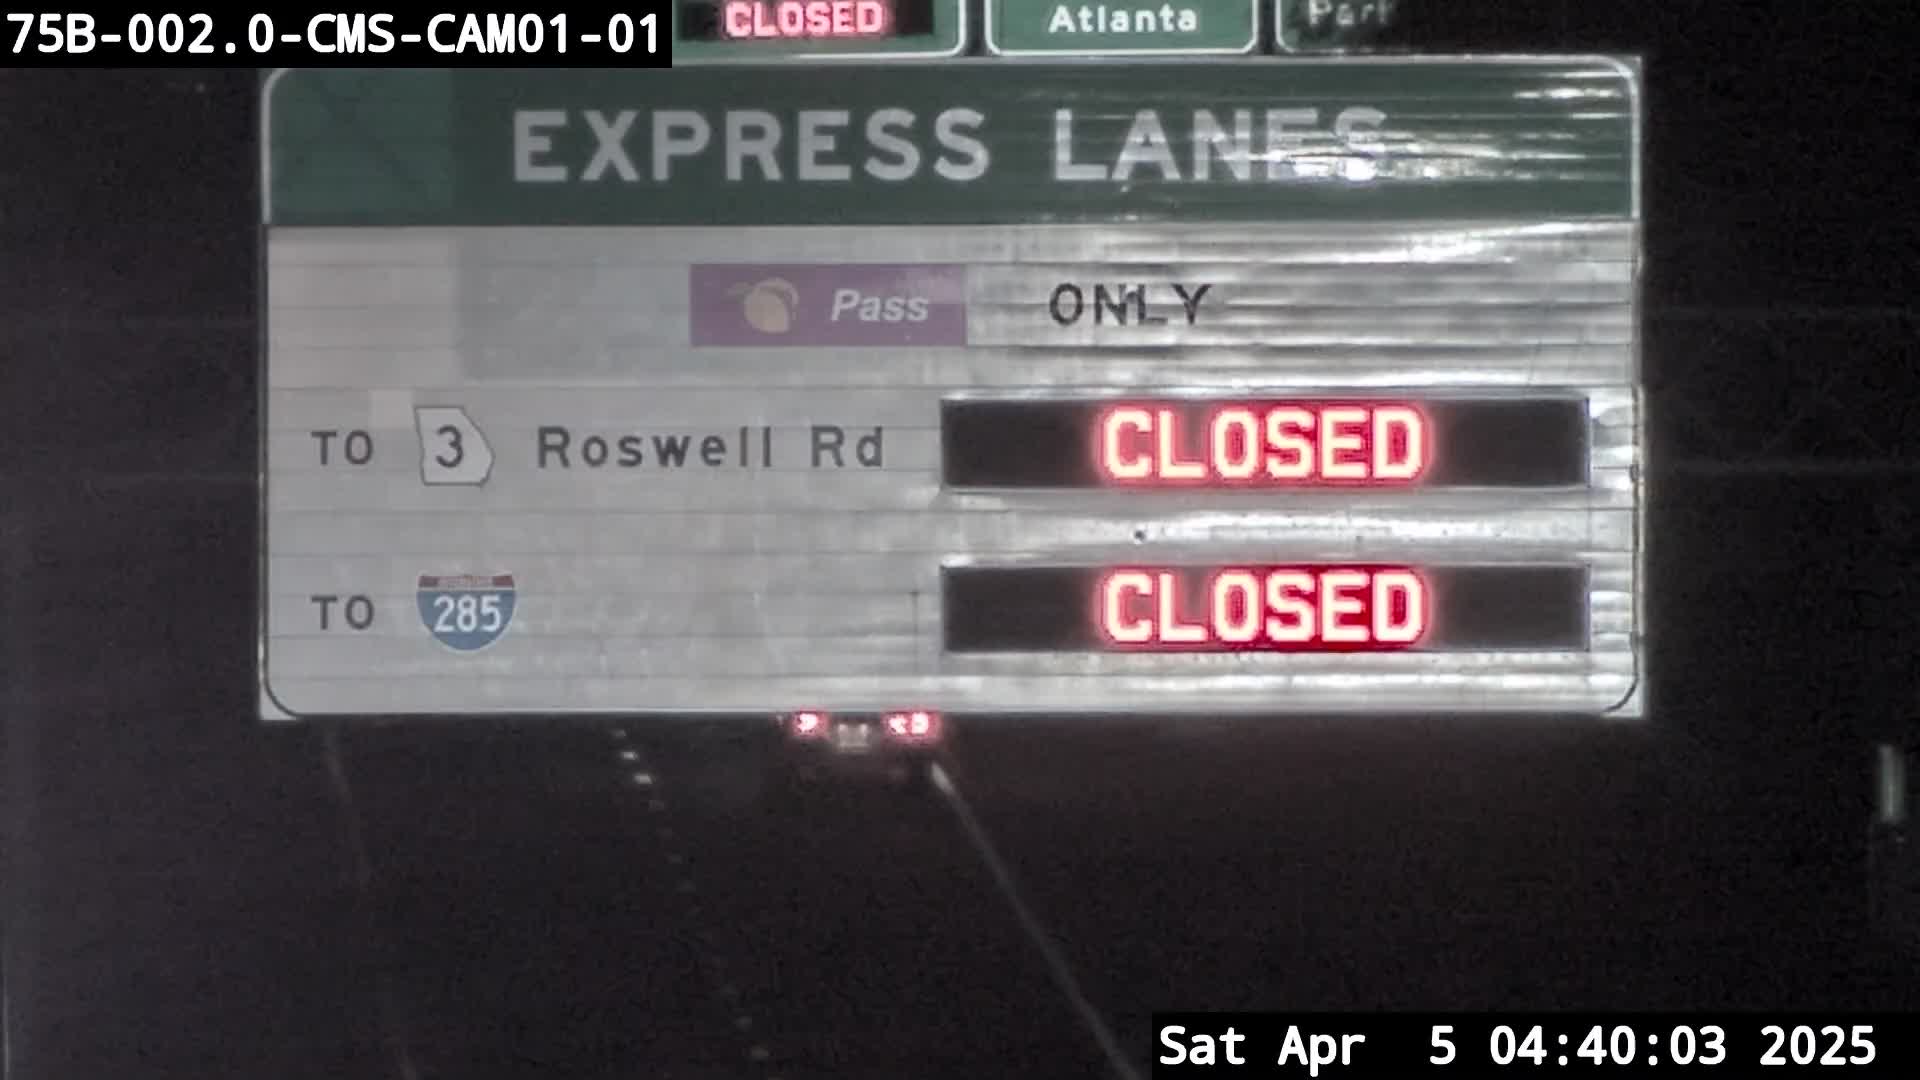 75B-002.0-CMS-CAM01-01
CLOSED
Atlanta
Park
EXPRESS LANES
Pass ONLY
TO 3 Roswell Rd CLOSED
TO 285 CLOSED
Sat Apr 5 04:40:03 2025